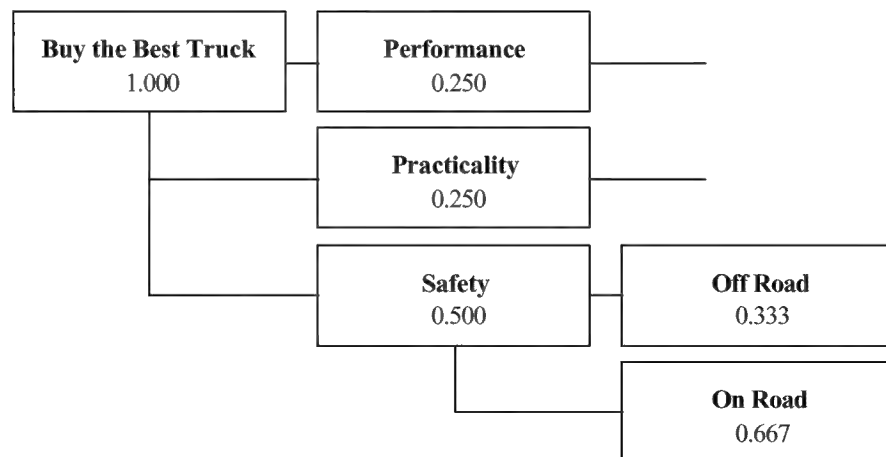 Buy the Best Truck
1.000
Performance
0.250
Practicality
0.250
Safety
0.500
Off Road
0.333
On Road
0.667